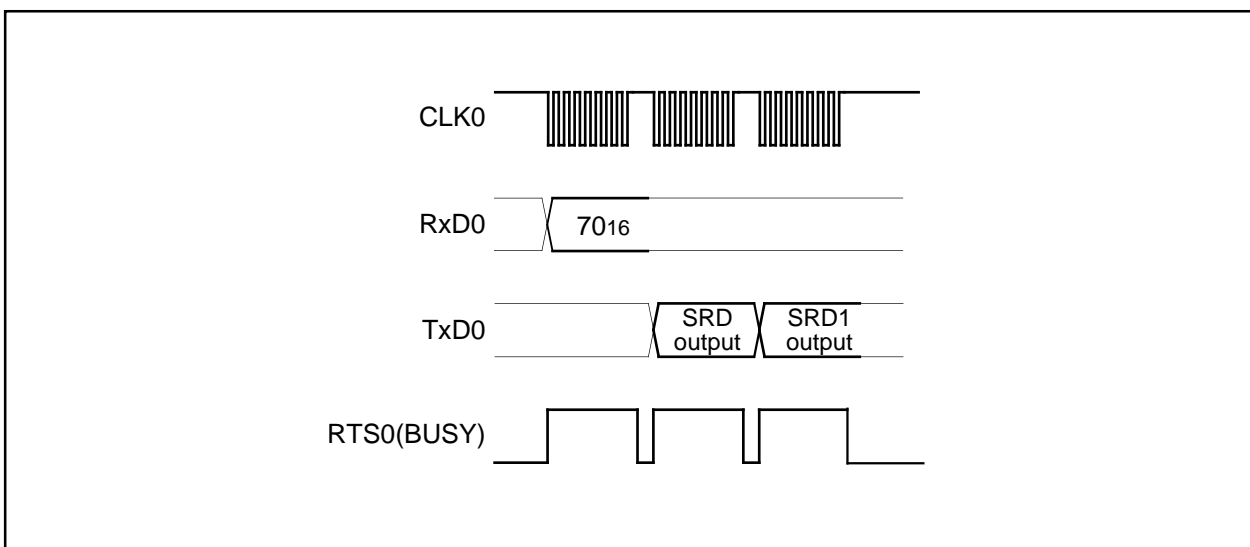 CLK0
RxD0
7016
TxD0
SRD
output
SRD1
output
RTS0(BUSY)